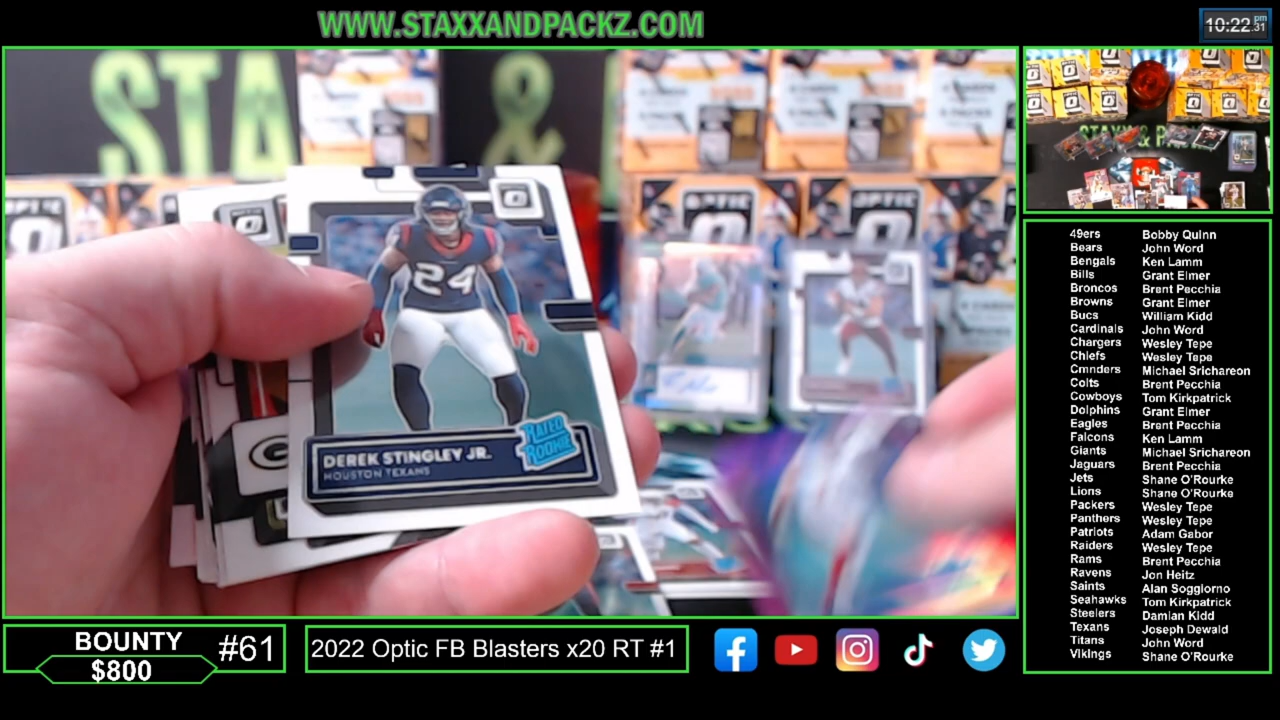 WWW.STAXXANDPACKZ.COM
10:22 pm
31
STA
&
OPTIC
24
RATED
ROOKIE
DEREK STINGLEY JR.
HOUSTON TEXANS
STAXX & PA
49ers Bobby Quinn
Bears John Word
Bengals Ken Lamm
Bills Grant Elmer
Broncos Brent Pecchia
Browns Grant Elmer
Bucs William Kidd
Cardinals John Word
Chargers Wesley Tepe
Chiefs Wesley Tepe
Cmnders Michael Srichareon
Colts Brent Pecchia
Cowboys Tom Kirkpatrick
Dolphins Grant Elmer
Eagles Brent Pecchia
Falcons Ken Lamm
Giants Michael Srichareon
Jaguars Brent Pecchia
Jets Shane O'Rourke
Lions Shane O'Rourke
Packers Wesley Tepe
Panthers Wesley Tepe
Patriots Adam Gabor
Raiders Wesley Tepe
Rams Brent Pecchia
Ravens Jon Heitz
Saints Alan Soggiorno
Seahawks Tom Kirkpatrick
Steelers Damian Kidd
Texans Joseph Dewald
Titans John Word
Vikings Shane O'Rourke
BOUNTY
$800
#61
2022 Optic FB Blasters x20 RT #1